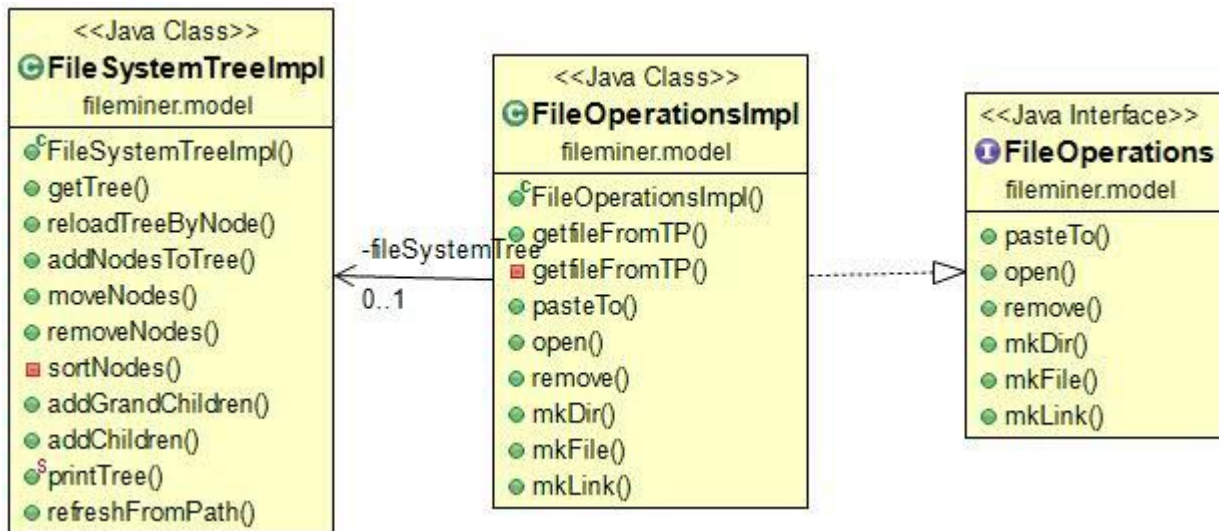 <<Java Class>>
FileSystemTreeImpl
fileminer.model
FileSystemTreeImpl()
getTree()
reloadTreeByNode()
addNodesToTree()
moveNodes()
removeNodes()
sortNodes()
addGrandChildren()
addChildren()
printTree()
refreshFromPath()
-fileSystemTree
0..1
<<Java Class>>
FileOperationsImpl
fileminer.model
FileOperationsImpl()
getfileFromTP()
getfileFromTP()
pasteTo()
open()
remove()
mkDir()
mkFile()
mkLink()
<<Java Interface>>
FileOperations
fileminer.model
pasteTo()
open()
remove()
mkDir()
mkFile()
mkLink()